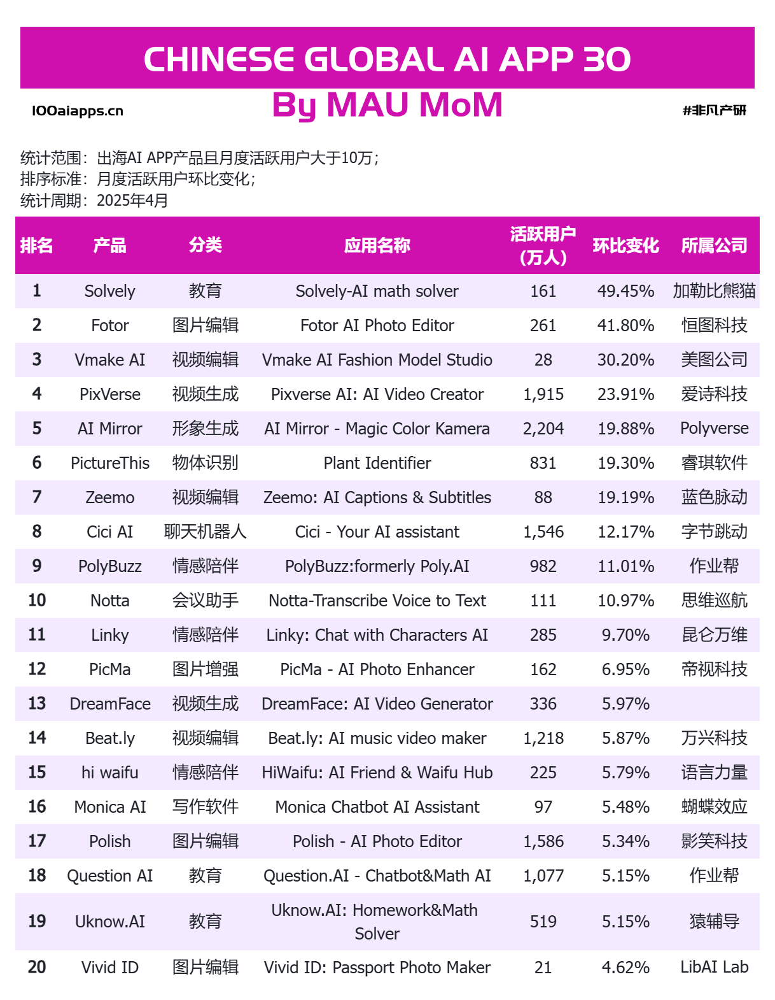 CHINESE GLOBAL AI APP 30
By MAU MoM
100aiapps.cn
#非凡产研
统计范围：出海AI APP产品且月度活跃用户大于10万；
排序标准：月度活跃用户环比变化；
统计周期：2025年4月
排名 产品 分类 应用名称 活跃用户（万人） 环比变化 所属公司
1 Solvely 教育 Solvely-AI math solver 161 49.45% 加勒比熊猫
2 Fotor 图片编辑 Fotor AI Photo Editor 261 41.80% 恒图科技
3 Vmake AI 视频编辑 Vmake AI Fashion Model Studio 28 30.20% 美图公司
4 PixVerse 视频生成 Pixverse AI: AI Video Creator 1,915 23.91% 爱诗科技
5 AI Mirror 形象生成 AI Mirror - Magic Color Kamera 2,204 19.88% Polyverse
6 PictureThis 物体识别 Plant Identifier 831 19.30% 睿琪软件
7 Zeemo 视频编辑 Zeemo: AI Captions & Subtitles 88 19.19% 蓝色脉动
8 Cici AI 聊天机器人 Cici - Your AI assistant 1,546 12.17% 字节跳动
9 PolyBuzz 情感陪伴 PolyBuzz:formerly Poly.AI 982 11.01% 作业帮
10 Notta 会议助手 Notta-Transcribe Voice to Text 111 10.97% 思维巡航
11 Linky 情感陪伴 Linky: Chat with Characters AI 285 9.70% 昆仑万维
12 PicMa 图片增强 PicMa - AI Photo Enhancer 162 6.95% 帝视科技
13 DreamFace 视频生成 DreamFace: AI Video Generator 336 5.97%
14 Beat.ly 视频编辑 Beat.ly: AI music video maker 1,218 5.87% 万兴科技
15 hi waifu 情感陪伴 HiWaifu: AI Friend & Waifu Hub 225 5.79% 语言力量
16 Monica AI 写作软件 Monica Chatbot AI Assistant 97 5.48% 蝴蝶效应
17 Polish 图片编辑 Polish - AI Photo Editor 1,586 5.34% 影笑科技
18 Question AI 教育 Question.AI - Chatbot&Math AI 1,077 5.15% 作业帮
19 Uknow.AI 教育 Uknow.AI: Homework&Math Solver 519 5.15% 猿辅导
20 Vivid ID 图片编辑 Vivid ID: Passport Photo Maker 21 4.62% LibAI Lab